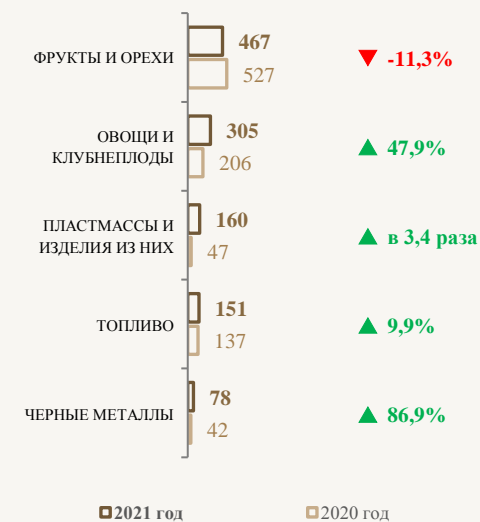 467
ФРУКТЫ И ОРЕХИ
527
▼ -11,3%
ОВОЩИ И
КЛУБНЕПЛОДЫ
305
206
▲ 47,9%
ПЛАСТМАССЫ И
ИЗДЕЛИЯ ИЗ НИХ
160
47
▲ в 3,4 раза
ТОПЛИВО
151
137
▲ 9,9%
ЧЕРНЫЕ МЕТАЛЛЫ
78
42
▲ 86,9%
2021 год
2020 год